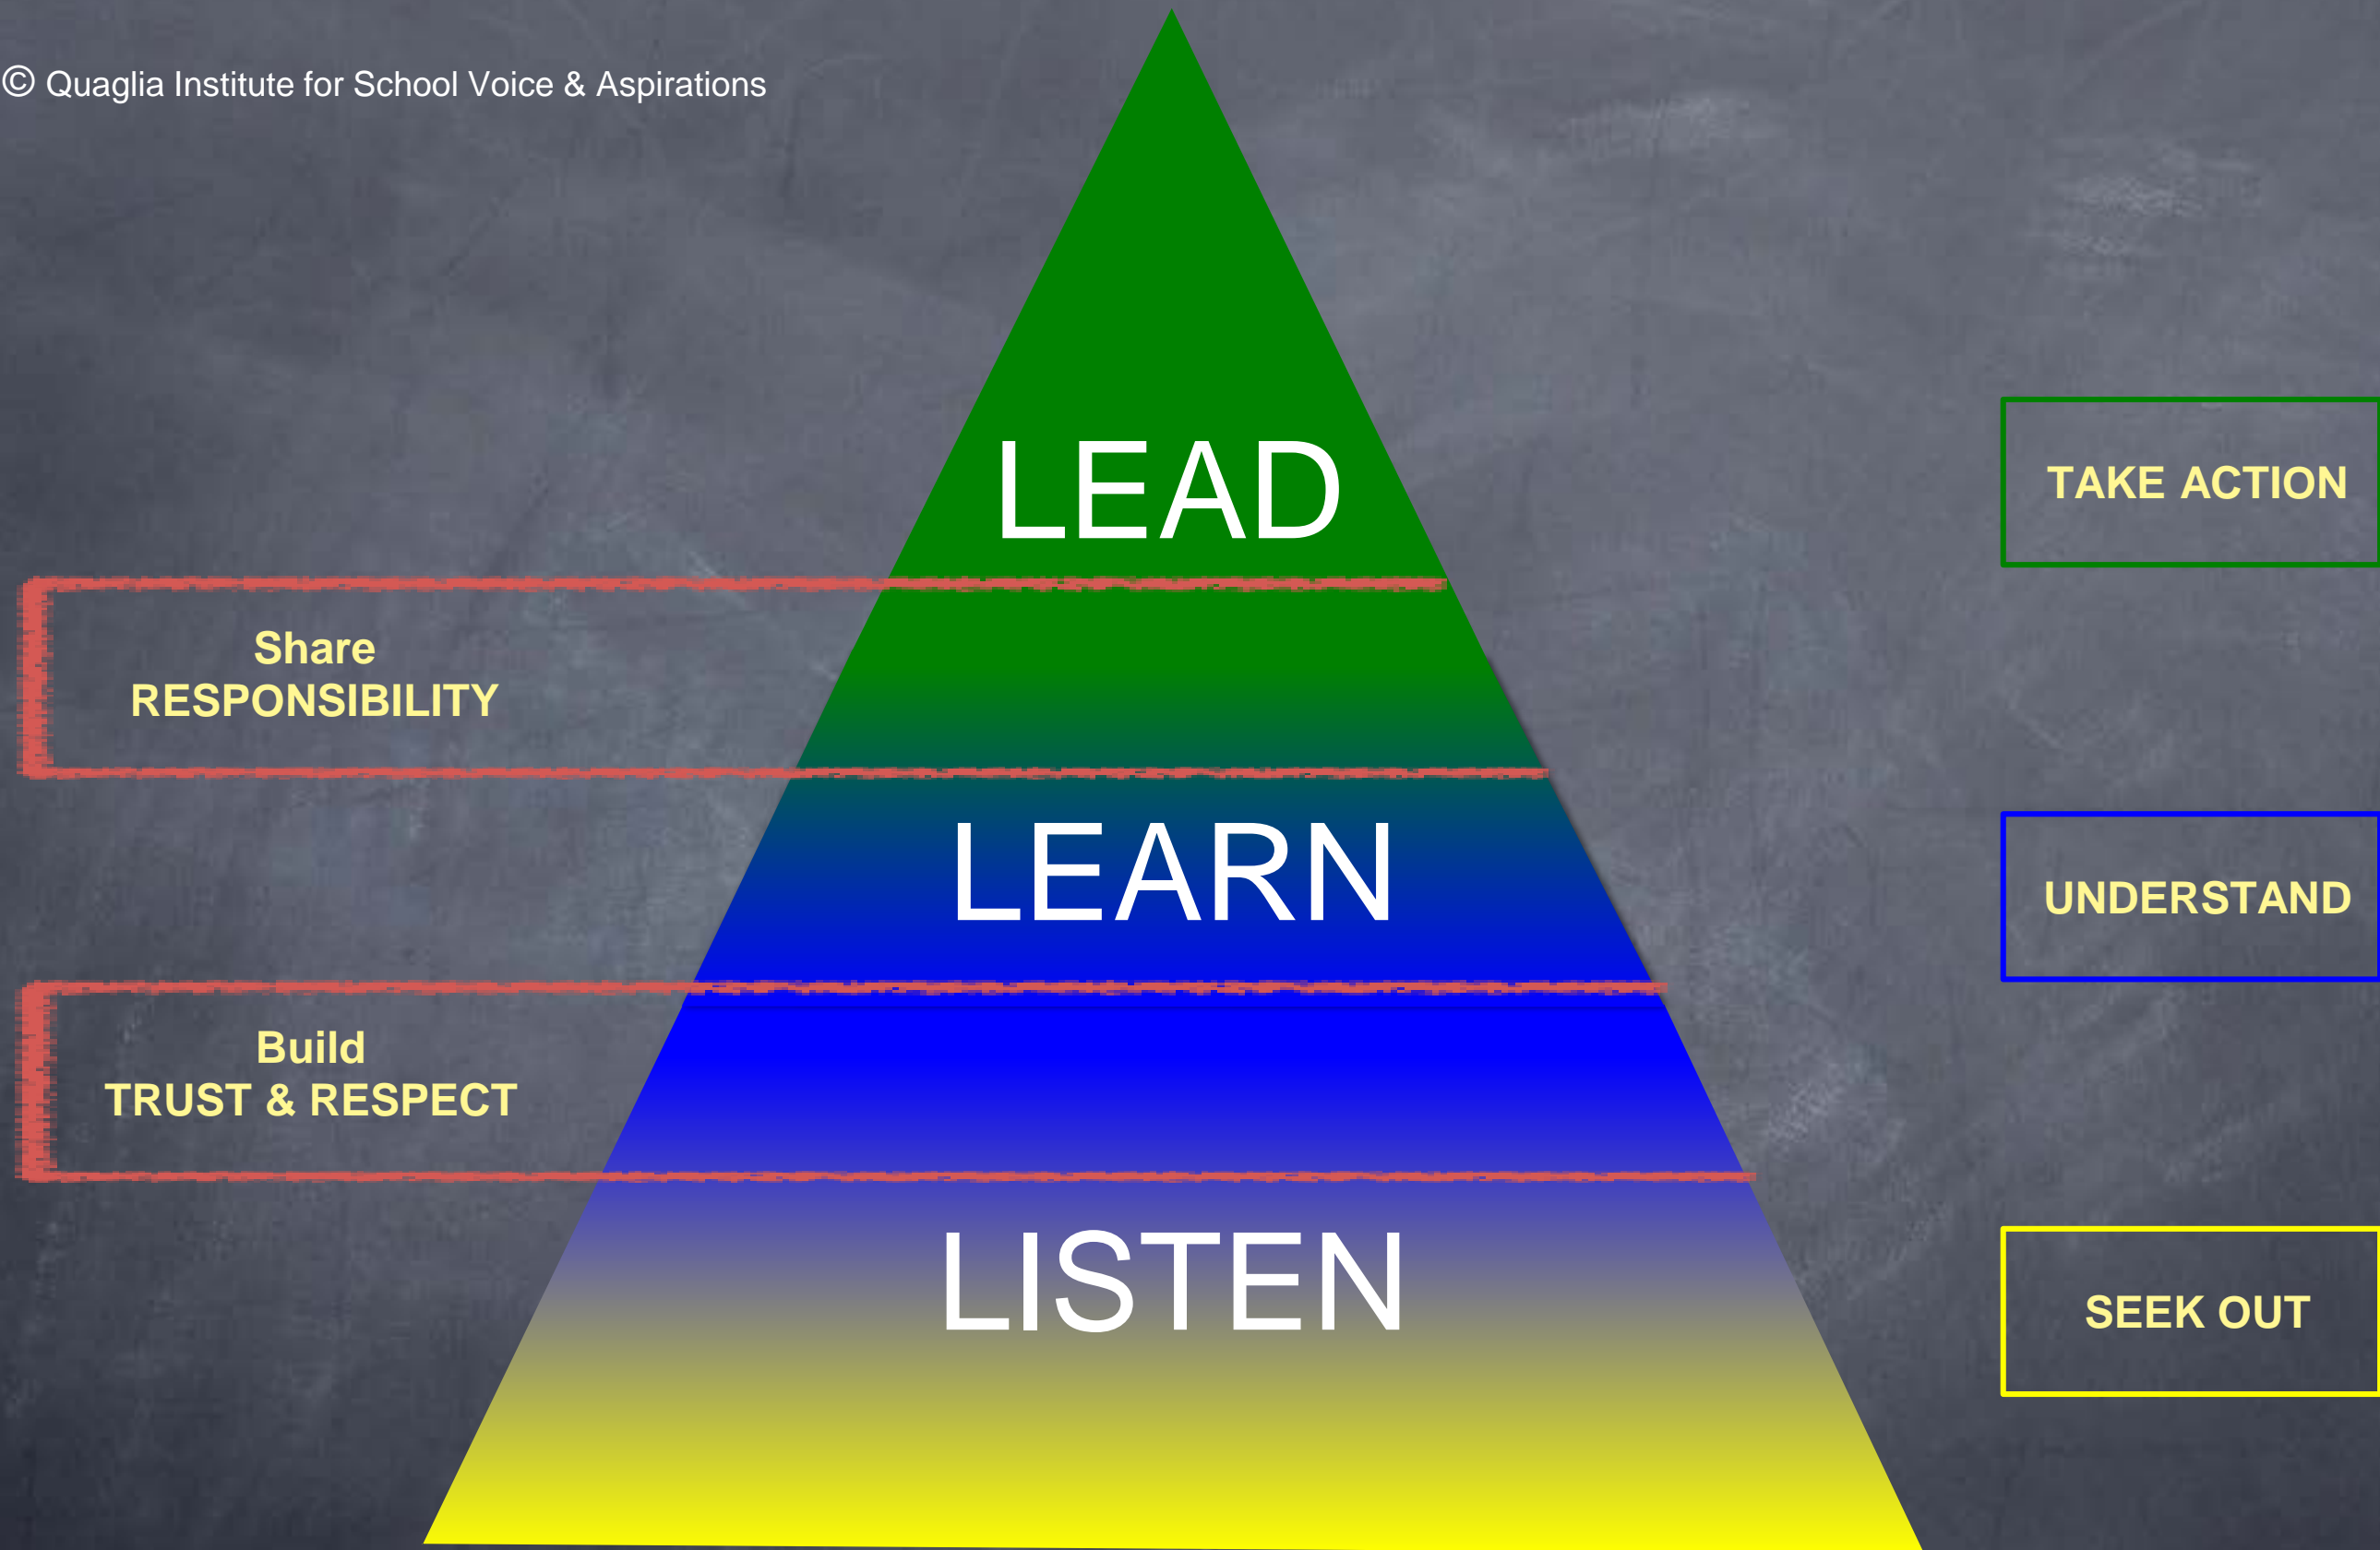 © Quaglia Institute for School Voice & Aspirations
LEAD
TAKE ACTION
Share
RESPONSIBILITY
LEARN
UNDERSTAND
Build
TRUST & RESPECT
LISTEN
SEEK OUT